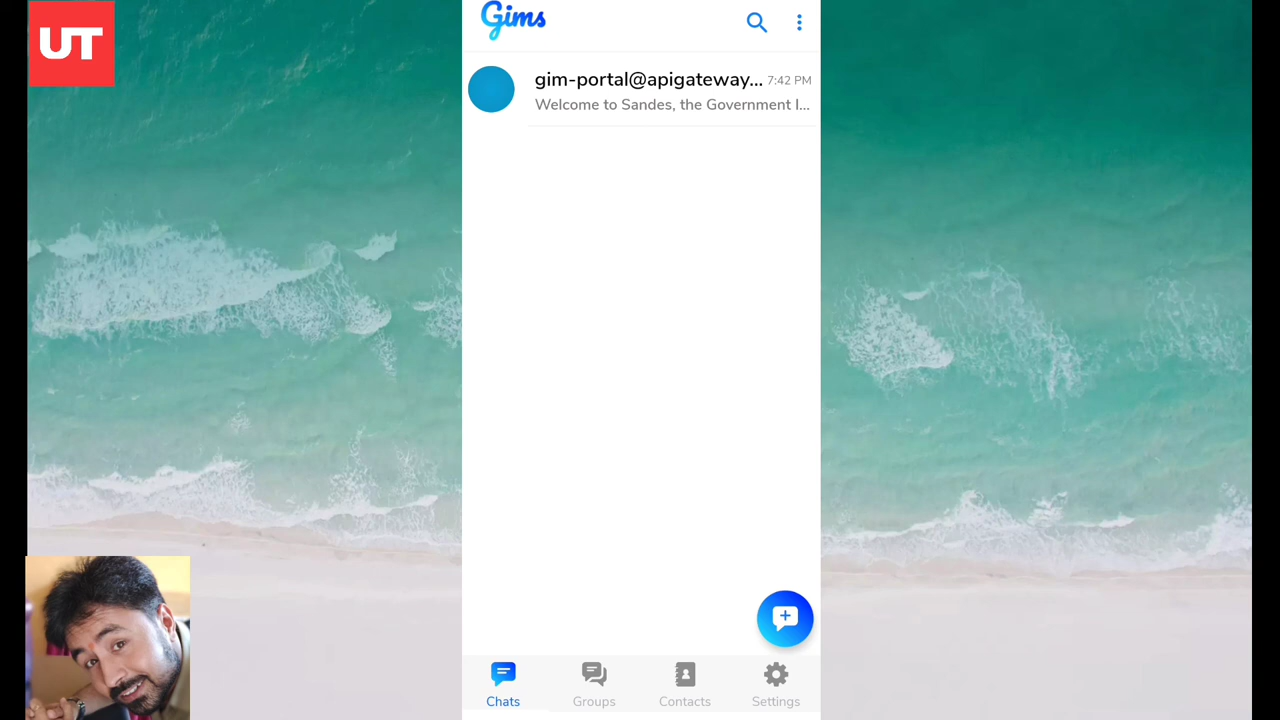 UT
Gims
gim-portal@apigateway... 7:42 PM
Welcome to Sandes, the Government I...
Chats
Groups
Contacts
Settings